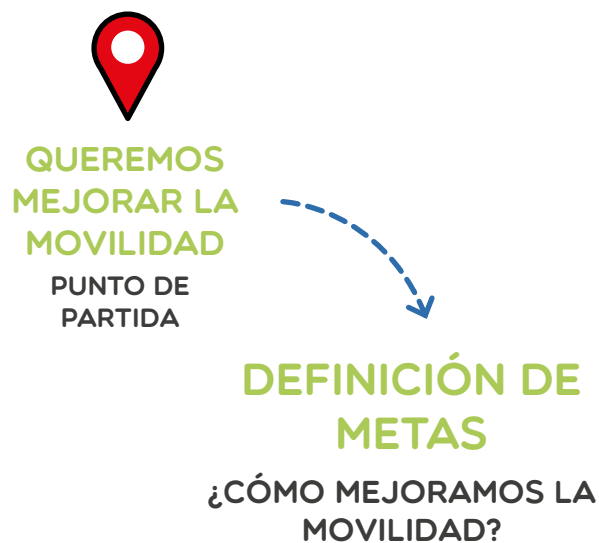 QUEREMOS
MEJORAR LA
MOVILIDAD
PUNTO DE
PARTIDA
DEFINICIÓN DE
METAS
¿CÓMO MEJORAMOS LA
MOVILIDAD?